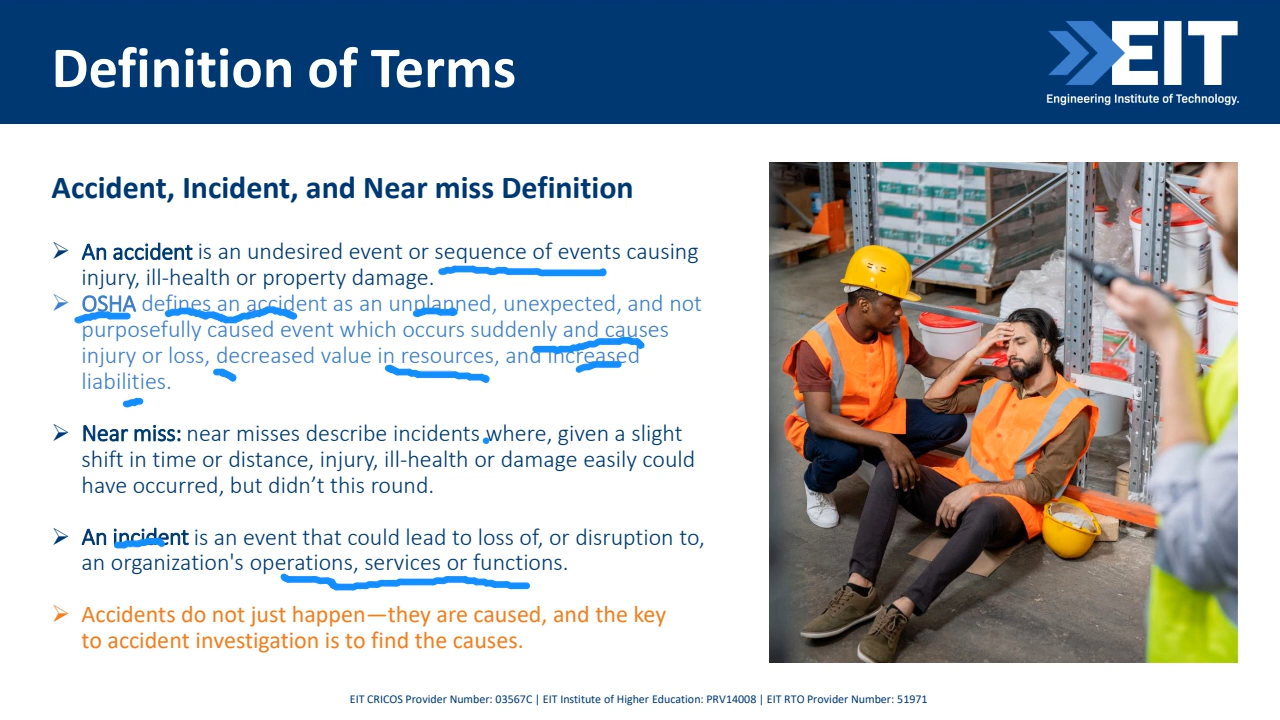 Definition of Terms
EIT
Engineering Institute of Technology.
Accident, Incident, and Near miss Definition
An accident is an undesired event or sequence of events causing
injury, ill-health or property damage.
OSHA defines an accident as an unplanned, unexpected, and not
purposefully caused event which occurs suddenly and causes
injury or loss, decreased value in resources, and increased
liabilities.
Near miss: near misses describe incidents where, given a slight
shift in time or distance, injury, ill-health or damage easily could
have occurred, but didn’t this round.
An incident is an event that could lead to loss of, or disruption to,
an organization's operations, services or functions.
Accidents do not just happen—they are caused, and the key
to accident investigation is to find the causes.
EIT CRICOS Provider Number: 03567C | EIT Institute of Higher Education: PRV14008 | EIT RTO Provider Number: 51971